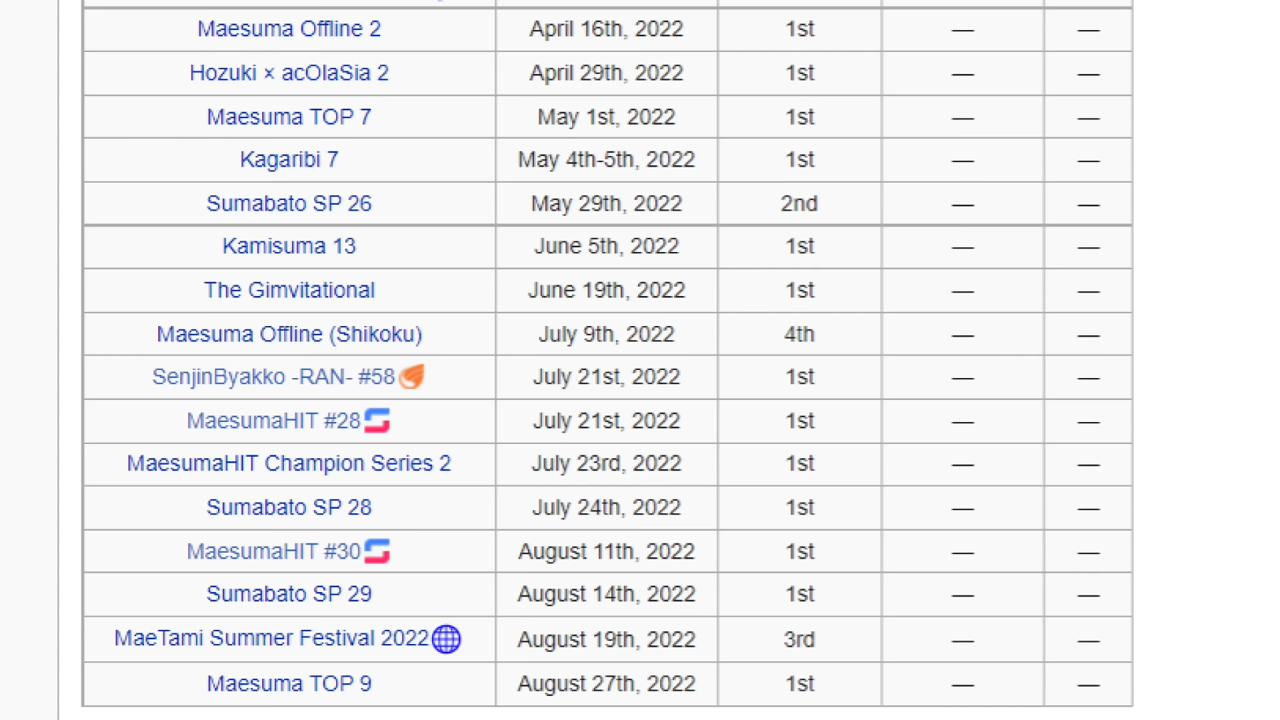 Maesuma Offline 2 April 16th, 2022 1st — —
Hozuki × acOlaSia 2 April 29th, 2022 1st — —
Maesuma TOP 7 May 1st, 2022 1st — —
Kagaribi 7 May 4th-5th, 2022 1st — —
Sumabato SP 26 May 29th, 2022 2nd — —
Kamisuma 13 June 5th, 2022 1st — —
The Gimvitational June 19th, 2022 1st — —
Maesuma Offline (Shikoku) July 9th, 2022 4th — —
SenjinByakko -RAN- #58 July 21st, 2022 1st — —
MaesumaHIT #28 July 21st, 2022 1st — —
MaesumaHIT Champion Series 2 July 23rd, 2022 1st — —
Sumabato SP 28 July 24th, 2022 1st — —
MaesumaHIT #30 August 11th, 2022 1st — —
Sumabato SP 29 August 14th, 2022 1st — —
MaeTami Summer Festival 2022 August 19th, 2022 3rd — —
Maesuma TOP 9 August 27th, 2022 1st — —